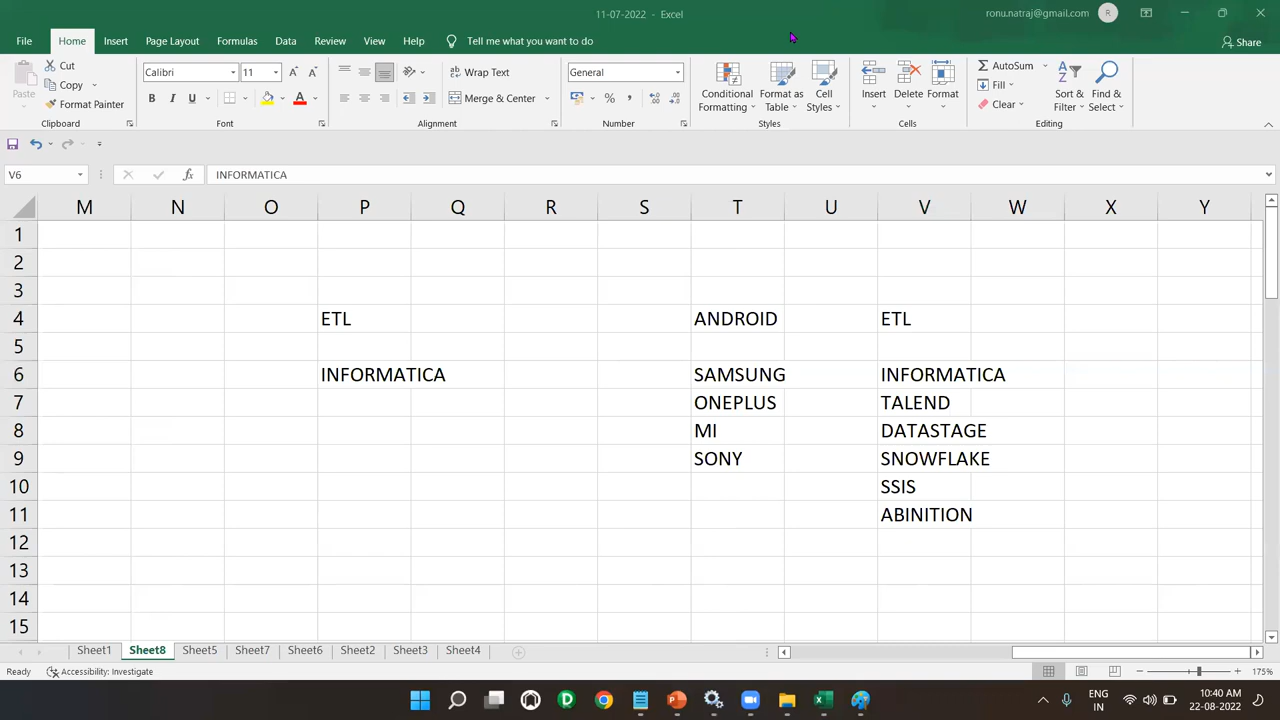 11-07-2022 - Excel
ronu.natraj@gmail.com R
File Home Insert Page Layout Formulas Data Review View Help Tell me what you want to do Share
Paste
Cut
Copy
Format Painter
Clipboard
Calibri 11
B I U A
Font
Wrap Text
Merge & Center
Alignment
General
Number
Conditional Formatting
Format as Table
Cell Styles
Styles
Insert Delete Format
Cells
AutoSum
Fill
Clear
Sort & Filter
Find & Select
Editing
V6 fx INFORMATICA
M N O P Q R S T U V W X Y
1
2
3
4 ETL ANDROID ETL
5
6 INFORMATICA SAMSUNG INFORMATICA
7 ONEPLUS TALEND
8 MI DATASTAGE
9 SONY SNOWFLAKE
10 SSIS
11 ABINITION
12
13
14
15
Sheet1 Sheet8 Sheet5 Sheet7 Sheet6 Sheet2 Sheet3 Sheet4
Ready Accessibility: Investigate 175%
ENG
IN
10:40 AM
22-08-2022